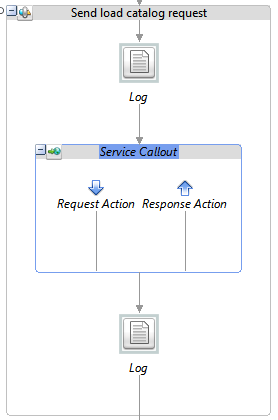 Send load catalog request
Log
Service Callout
Request Action Response Action
Log